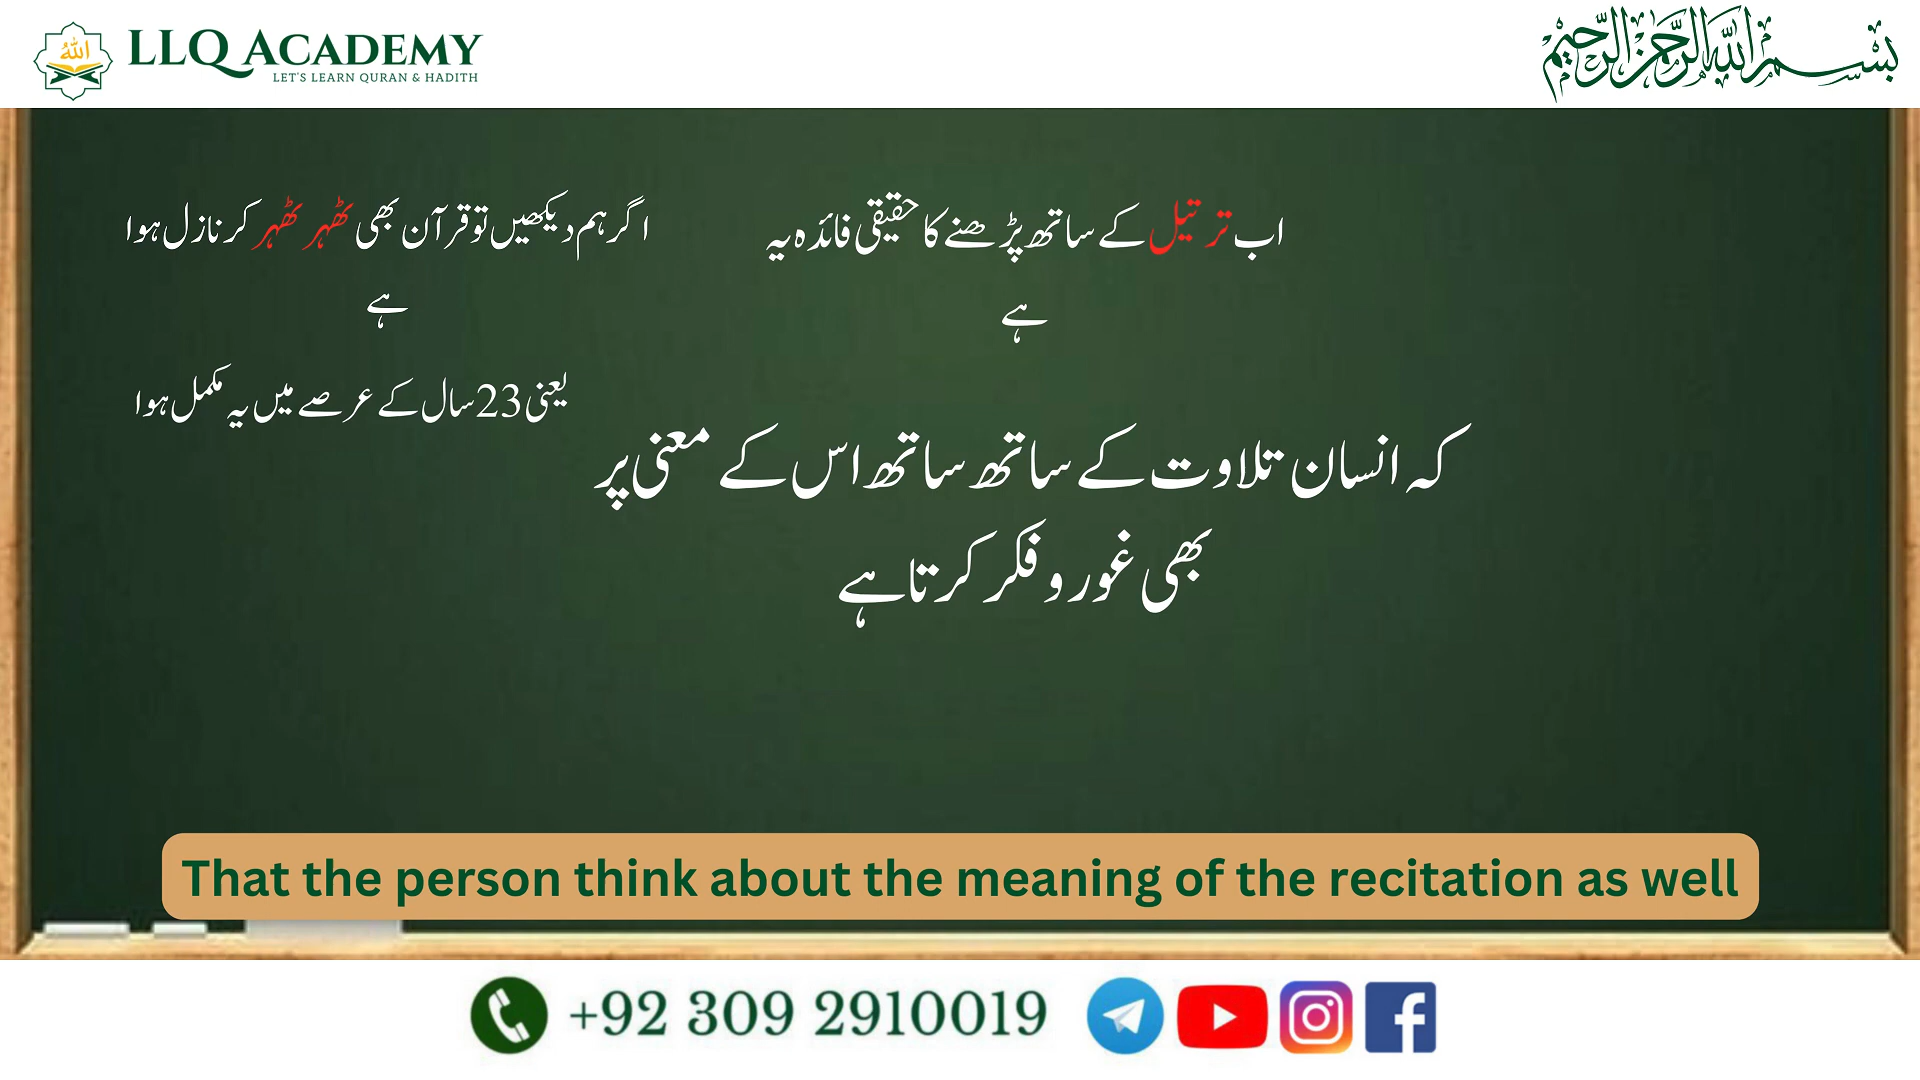 LLQ ACADEMY
LET'S LEARN QURAN & HADITH
بسم الله الرحمن الرحيم
اب ترتیل کے ساتھ پڑھنے کا حقیقی فائدہ یہ
ہے
کہ انسان تلاوت کے ساتھ ساتھ اس کے معنی پر
بھی غور و فکر کرتا ہے
اگر ہم دیکھیں تو قرآن بھی ٹھہر ٹھہر کر نازل ہوا
ہے
یعنی 23 سال کے عرصے میں یہ مکمل ہوا
That the person think about the meaning of the recitation as well
+92 309 2910019